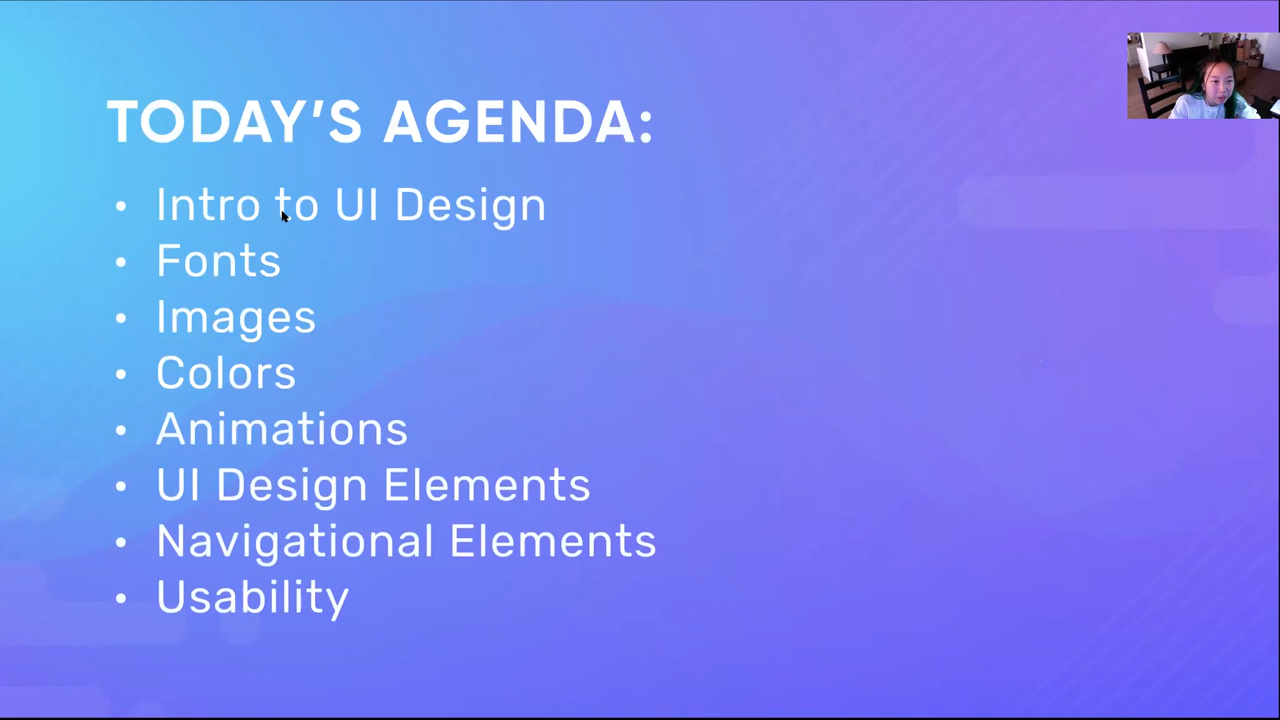 TODAY'S AGENDA:
• Intro to UI Design
• Fonts
• Images
• Colors
• Animations
• UI Design Elements
• Navigational Elements
• Usability